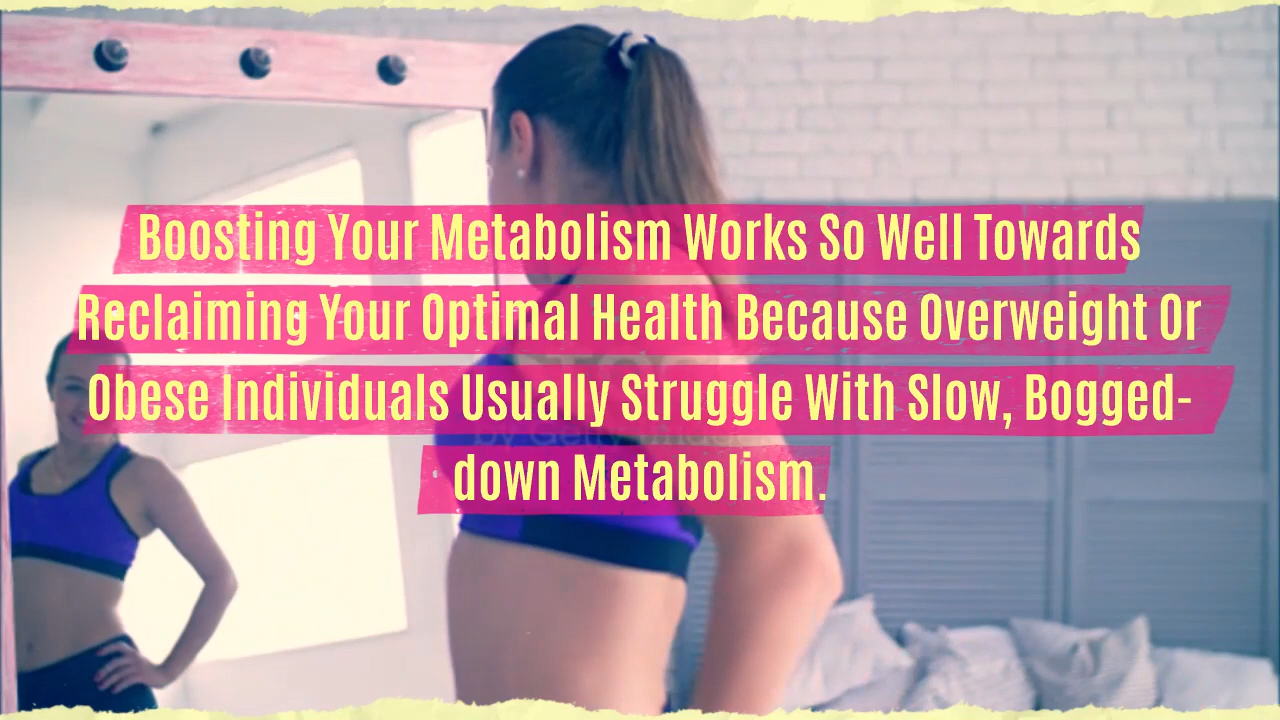 Boosting Your Metabolism Works So Well Towards
Reclaiming Your Optimal Health Because Overweight Or
Obese Individuals Usually Struggle With Slow, Bogged-
down Metabolism.